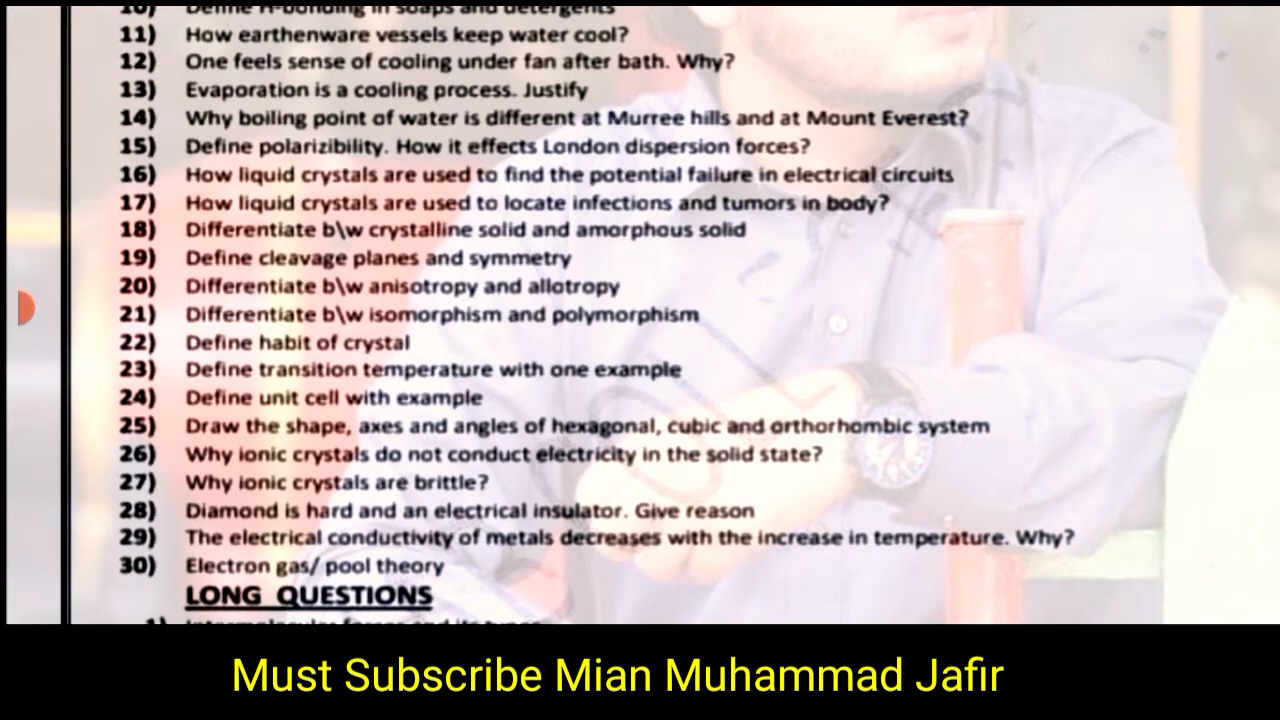 10) Define H-bonding in soaps and detergents
11) How earthenware vessels keep water cool?
12) One feels sense of cooling under fan after bath. Why?
13) Evaporation is a cooling process. Justify
14) Why boiling point of water is different at Murree hills and at Mount Everest?
15) Define polarizibility. How it effects London dispersion forces?
16) How liquid crystals are used to find the potential failure in electrical circuits
17) How liquid crystals are used to locate infections and tumors in body?
18) Differentiate b\w crystalline solid and amorphous solid
19) Define cleavage planes and symmetry
20) Differentiate b\w anisotropy and allotropy
21) Differentiate b\w isomorphism and polymorphism
22) Define habit of crystal
23) Define transition temperature with one example
24) Define unit cell with example
25) Draw the shape, axes and angles of hexagonal, cubic and orthorhombic system
26) Why ionic crystals do not conduct electricity in the solid state?
27) Why ionic crystals are brittle?
28) Diamond is hard and an electrical insulator. Give reason
29) The electrical conductivity of metals decreases with the increase in temperature. Why?
30) Electron gas/ pool theory
LONG QUESTIONS
Must Subscribe Mian Muhammad Jafir